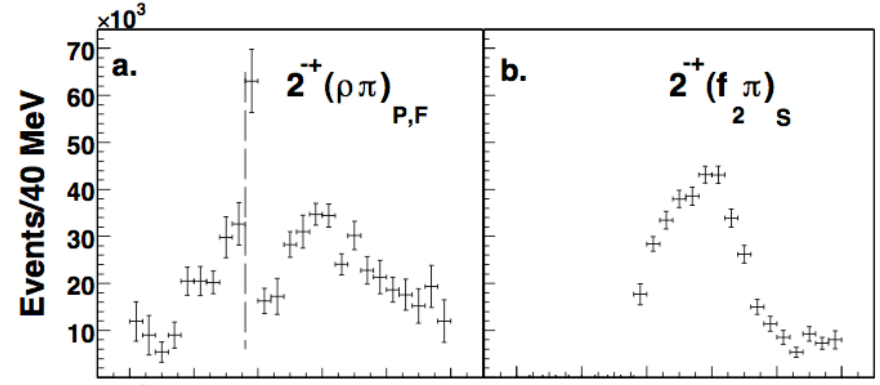 ×10³
70
60
50
40
30
20
10
Events/40 MeV
a.
2⁻⁺(ρπ)
P,F
b.
2⁻⁺(f₂π)
S